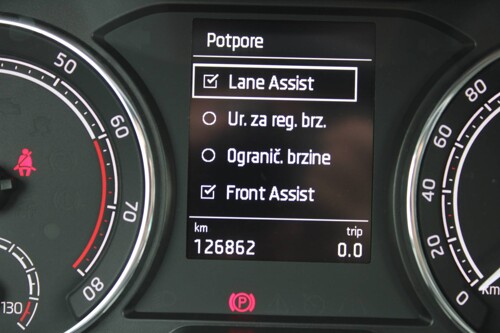 Potpore
Lane Assist
Ur. za reg. brz.
Ogranič. brzine
Front Assist
km trip
126862 0.0
50
60
70
80
130
80
60
40
20
0
km
P